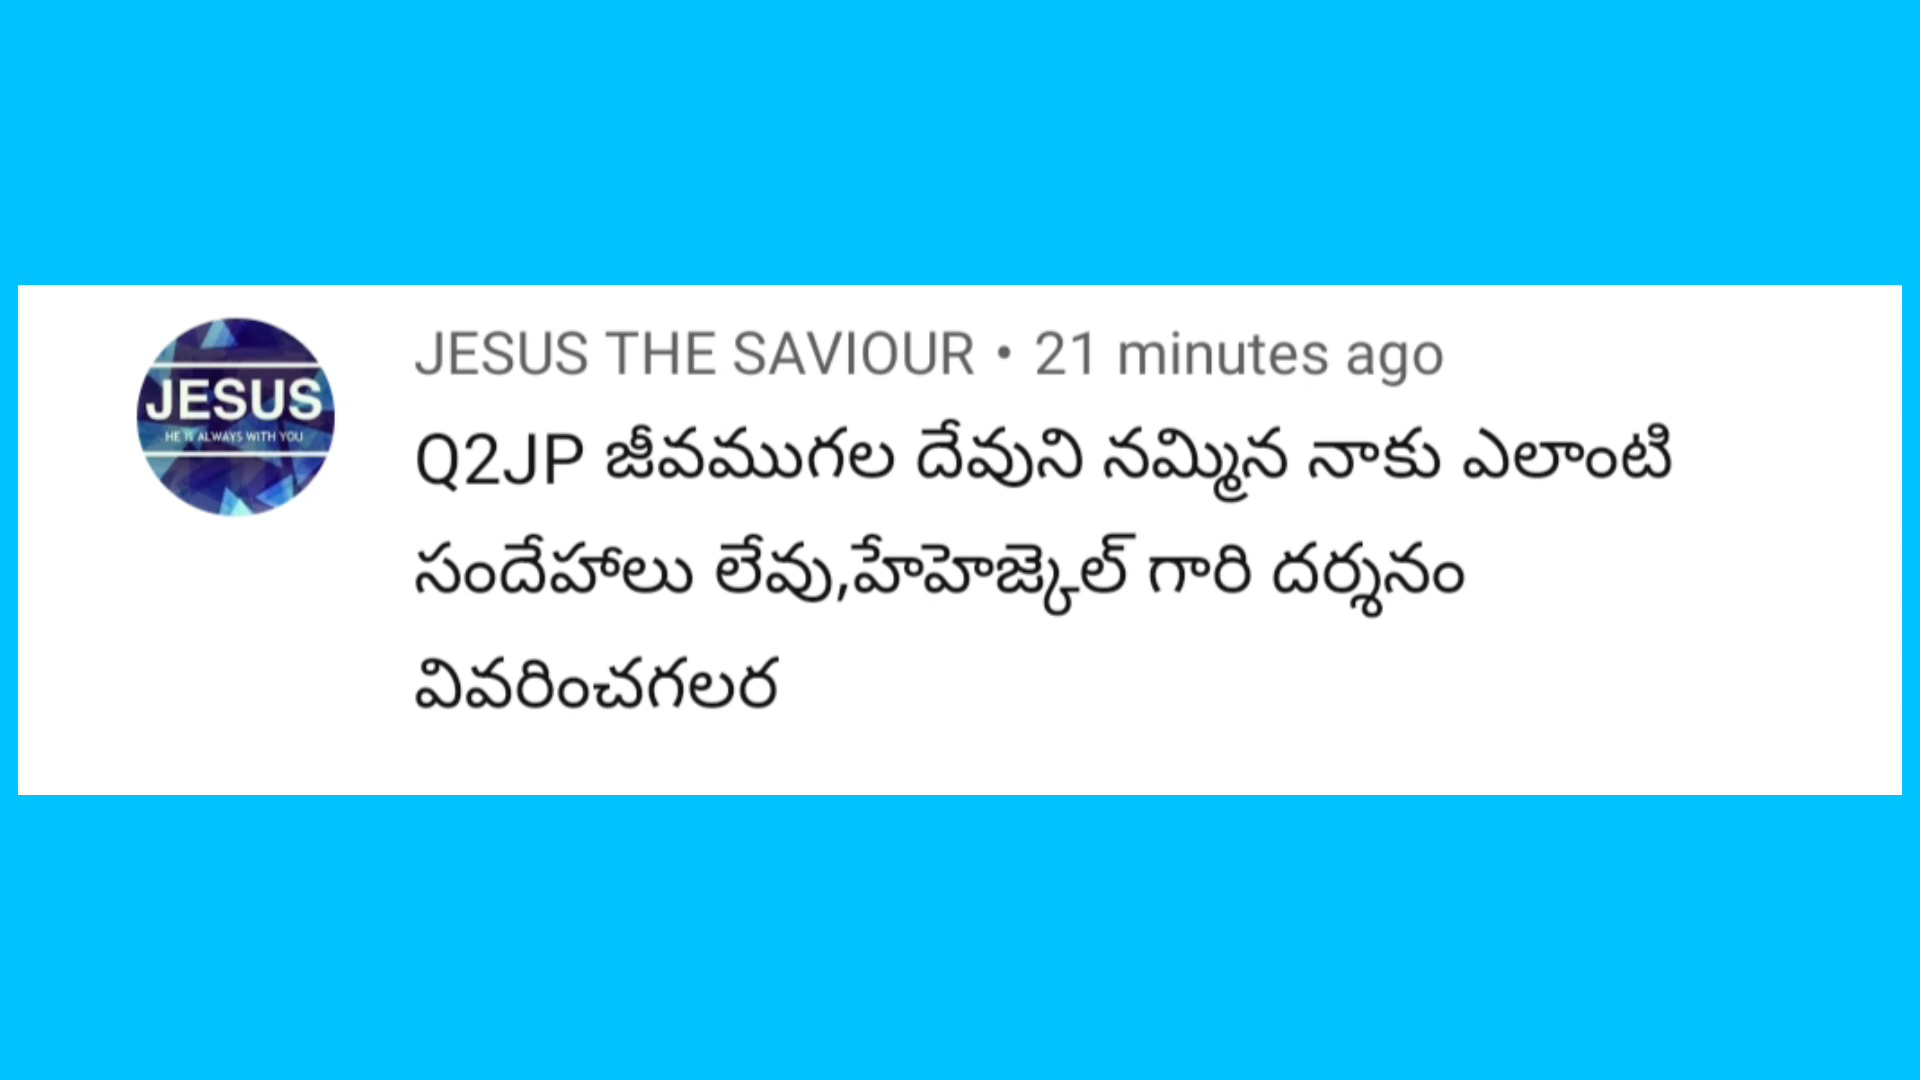 JESUS
HE IS ALWAYS WITH YOU
JESUS THE SAVIOUR • 21 minutes ago
Q2JP జీవముగల దేవుని నమ్మిన నాకు ఎలాంటి
సందేహాలు లేవు,హేహెజ్కెల్ గారి దర్శనం
వివరించగలర